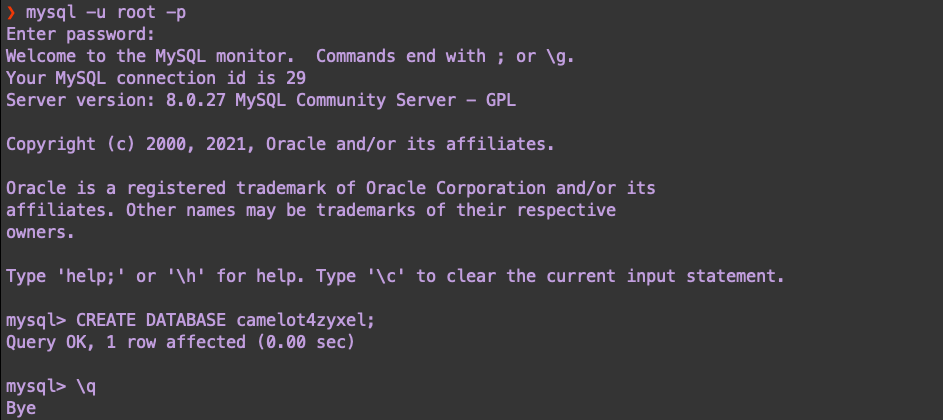 ❯ mysql -u root -p
Enter password:
Welcome to the MySQL monitor.  Commands end with ; or \g.
Your MySQL connection id is 29
Server version: 8.0.27 MySQL Community Server - GPL

Copyright (c) 2000, 2021, Oracle and/or its affiliates.

Oracle is a registered trademark of Oracle Corporation and/or its
affiliates. Other names may be trademarks of their respective
owners.

Type 'help;' or '\h' for help. Type '\c' to clear the current input statement.

mysql> CREATE DATABASE camelot4zyxel;
Query OK, 1 row affected (0.00 sec)

mysql> \q
Bye